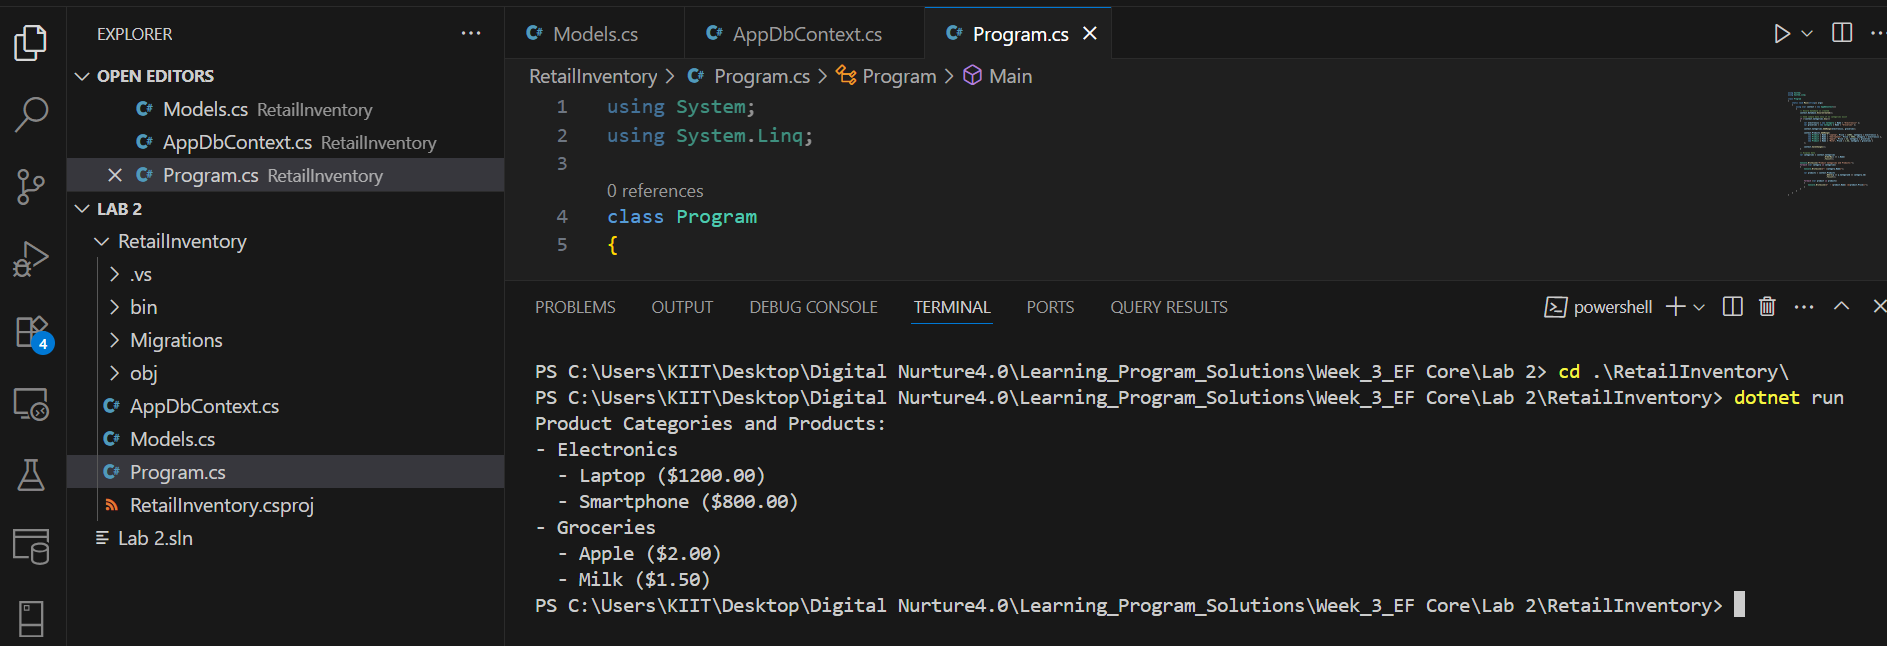 EXPLORER
OPEN EDITORS
Models.cs RetailInventory
AppDbContext.cs RetailInventory
Program.cs RetailInventory
LAB 2
RetailInventory
.vs
bin
Migrations
obj
AppDbContext.cs
Models.cs
Program.cs
RetailInventory.csproj
Lab 2.sln
4
Models.cs AppDbContext.cs Program.cs
RetailInventory > Program.cs > Program > Main
1 using System;
2 using System.Linq;
3
0 references
4 class Program
5 {
PROBLEMS OUTPUT DEBUG CONSOLE TERMINAL PORTS QUERY RESULTS powershell
PS C:\Users\KIIT\Desktop\Digital Nurture4.0\Learning_Program_Solutions\Week_3_EF Core\Lab 2> cd .\RetailInventory\
PS C:\Users\KIIT\Desktop\Digital Nurture4.0\Learning_Program_Solutions\Week_3_EF Core\Lab 2\RetailInventory> dotnet run
Product Categories and Products:
- Electronics
  - Laptop ($1200.00)
  - Smartphone ($800.00)
- Groceries
  - Apple ($2.00)
  - Milk ($1.50)
PS C:\Users\KIIT\Desktop\Digital Nurture4.0\Learning_Program_Solutions\Week_3_EF Core\Lab 2\RetailInventory>